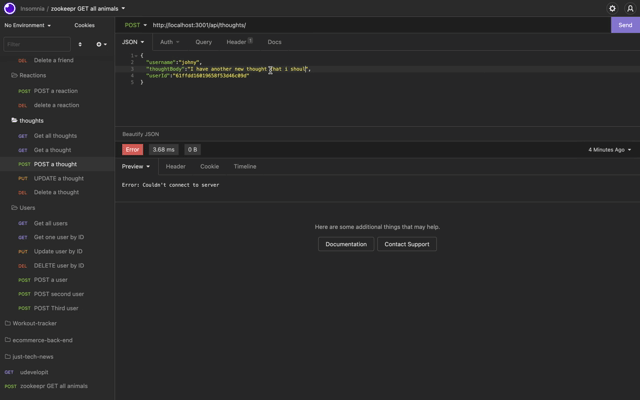 Insomnia / zookeepr GET all animals
No Environment
Cookies
POST http://localhost:3001/api/thoughts/
Send
JSON
Auth
Query
Header
Docs
Filter
DEL Delete a friend
Reactions
POST POST a reaction
DEL delete a reaction
thoughts
GET Get all thoughts
GET Get a thought
POST POST a thought
PUT UPDATE a thought
DEL Delete a thought
Users
GET Get all users
GET Get one user by ID
PUT Update user by ID
DEL DELETE user by ID
POST POST a user
POST POST second user
POST POST Third user
Workout-tracker
ecommerce-back-end
just-tech-news
GET udevelopit
POST zookeepr GET all animals
1 {
2 "username":"johny",
3 "thoughtBody":"I have another new thought that i shoul",
4 "userId":"61ffdd16019658f53d46c09d"
5 }
Beautify JSON
Error
3.68 ms
0 B
4 Minutes Ago
Preview
Header
Cookie
Timeline
Error: Couldn't connect to server
Here are some additional things that may help.
Documentation
Contact Support